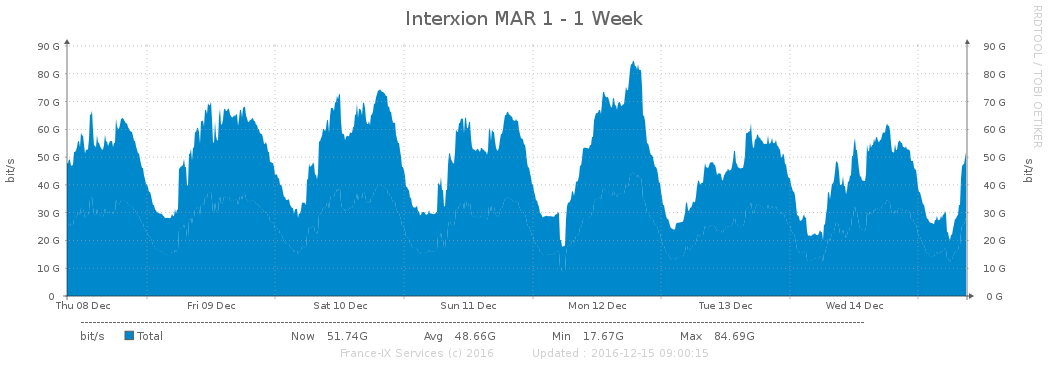 Interxion MAR 1 - 1 Week
RRDTOOL / TOBI OETIKER
bit/s
90 G
80 G
70 G
60 G
50 G
40 G
30 G
20 G
10 G
0
90 G
80 G
70 G
60 G
50 G
40 G
30 G
20 G
10 G
0 G
bit/s
Thu 08 Dec Fri 09 Dec Sat 10 Dec Sun 11 Dec Mon 12 Dec Tue 13 Dec Wed 14 Dec
bit/s Total Now 51.74G Avg 48.66G Min 17.67G Max 84.69G
France-IX Services (c) 2016 Updated : 2016-12-15 09:00:15